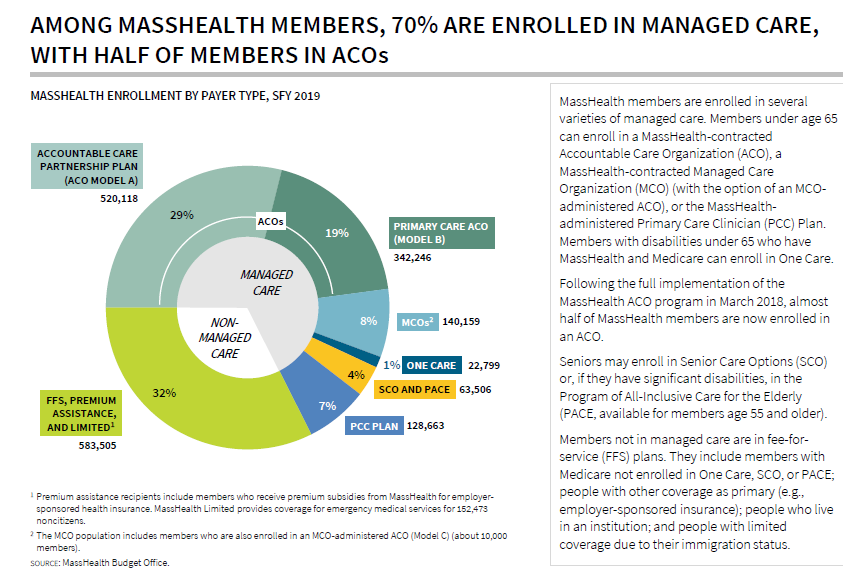 AMONG MASSHEALTH MEMBERS, 70% ARE ENROLLED IN MANAGED CARE,
WITH HALF OF MEMBERS IN ACOs
MASSHEALTH ENROLLMENT BY PAYER TYPE, SFY 2019
ACCOUNTABLE CARE
PARTNERSHIP PLAN
(ACO MODEL A)
520,118
29%
ACOs
19%
PRIMARY CARE ACO
(MODEL B)
342,246
MANAGED
CARE
NON-
MANAGED
CARE
8%
MCOs²
140,159
1%
ONE CARE
22,799
4%
SCO AND PACE
63,506
7%
PCC PLAN
128,663
32%
FFS, PREMIUM
ASSISTANCE,
AND LIMITED¹
583,505
¹ Premium assistance recipients include members who receive premium subsidies from MassHealth for employer-
sponsored health insurance. MassHealth Limited provides coverage for emergency medical services for 152,473
noncitizens.
² The MCO population includes members who are also enrolled in an MCO-administered ACO (Model C) (about 10,000
members).
SOURCE: MassHealth Budget Office.
MassHealth members are enrolled in several
varieties of managed care. Members under age 65
can enroll in a MassHealth-contracted
Accountable Care Organization (ACO), a
MassHealth-contracted Managed Care
Organization (MCO) (with the option of an MCO-
administered ACO), or the MassHealth-
administered Primary Care Clinician (PCC) Plan.
Members with disabilities under 65 who have
MassHealth and Medicare can enroll in One Care.
Following the full implementation of the
MassHealth ACO program in March 2018, almost
half of MassHealth members are now enrolled in
an ACO.
Seniors may enroll in Senior Care Options (SCO)
or, if they have significant disabilities, in the
Program of All-Inclusive Care for the Elderly
(PACE, available for members age 55 and older).
Members not in managed care are in fee-for-
service (FFS) plans. They include members with
Medicare not enrolled in One Care, SCO, or PACE;
people with other coverage as primary (e.g.,
employer-sponsored insurance); people who live
in an institution; and people with limited
coverage due to their immigration status.